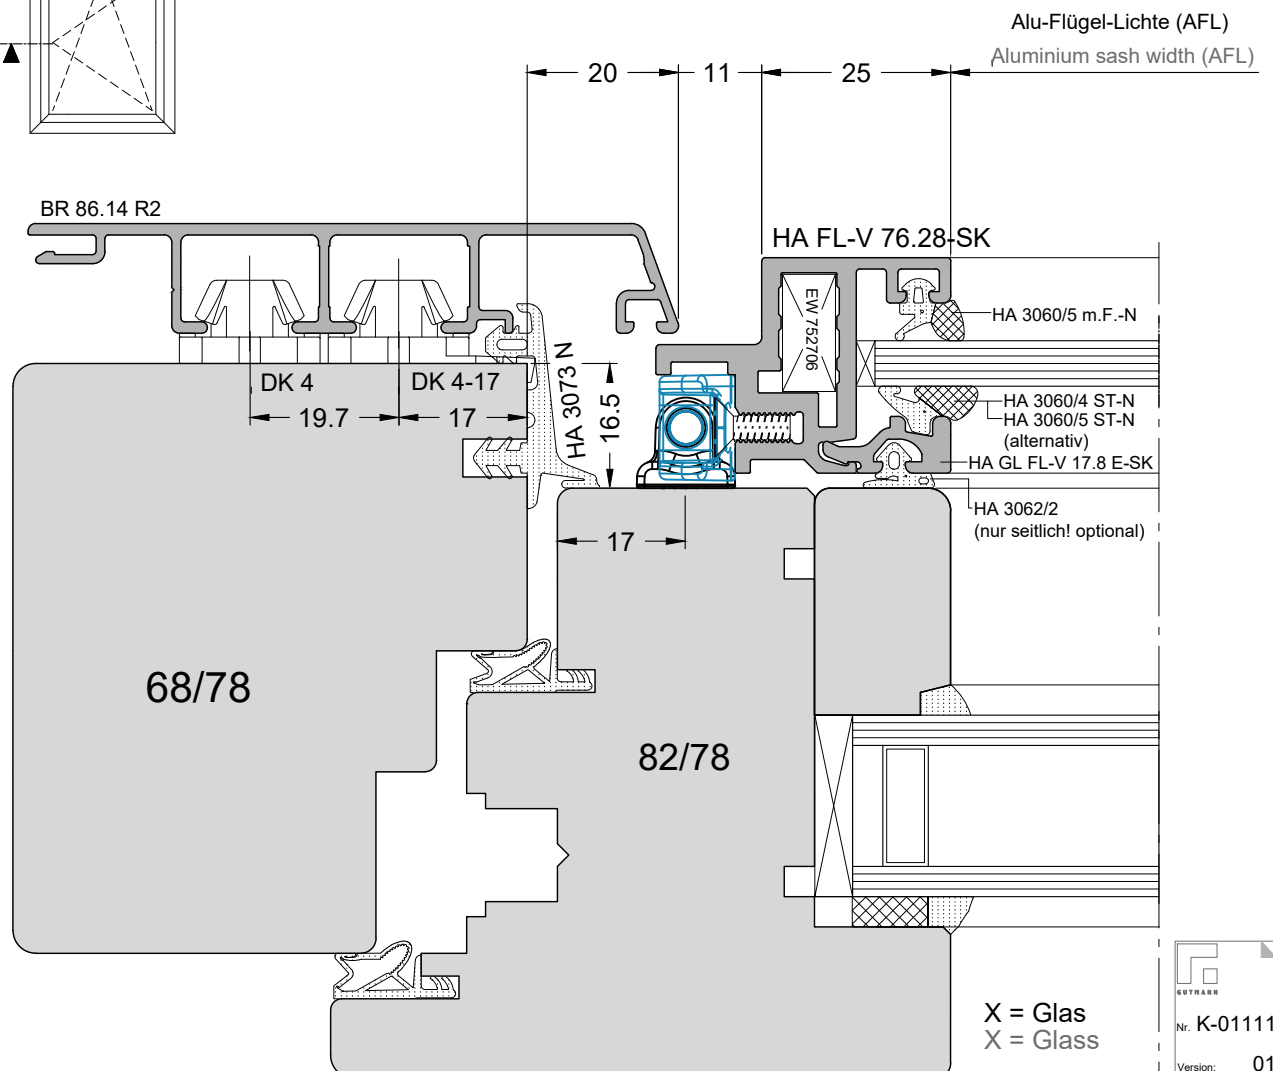 Alu-Flügel-Lichte (AFL)
Aluminium sash width (AFL)
20
11
25
BR 86.14 R2
HA FL-V 76.28-SK
EW 752706
HA 3060/5 m.F.-N
DK 4
DK 4-17
HA 3073 N
16.5
19.7
17
HA 3060/4 ST-N
HA 3060/5 ST-N
(alternativ)
HA GL FL-V 17.8 E-SK
HA 3062/2
(nur seitlich! optional)
17
68/78
82/78
X = Glas
X = Glass
GUTMANN
Nr. K-01111
Version: 01